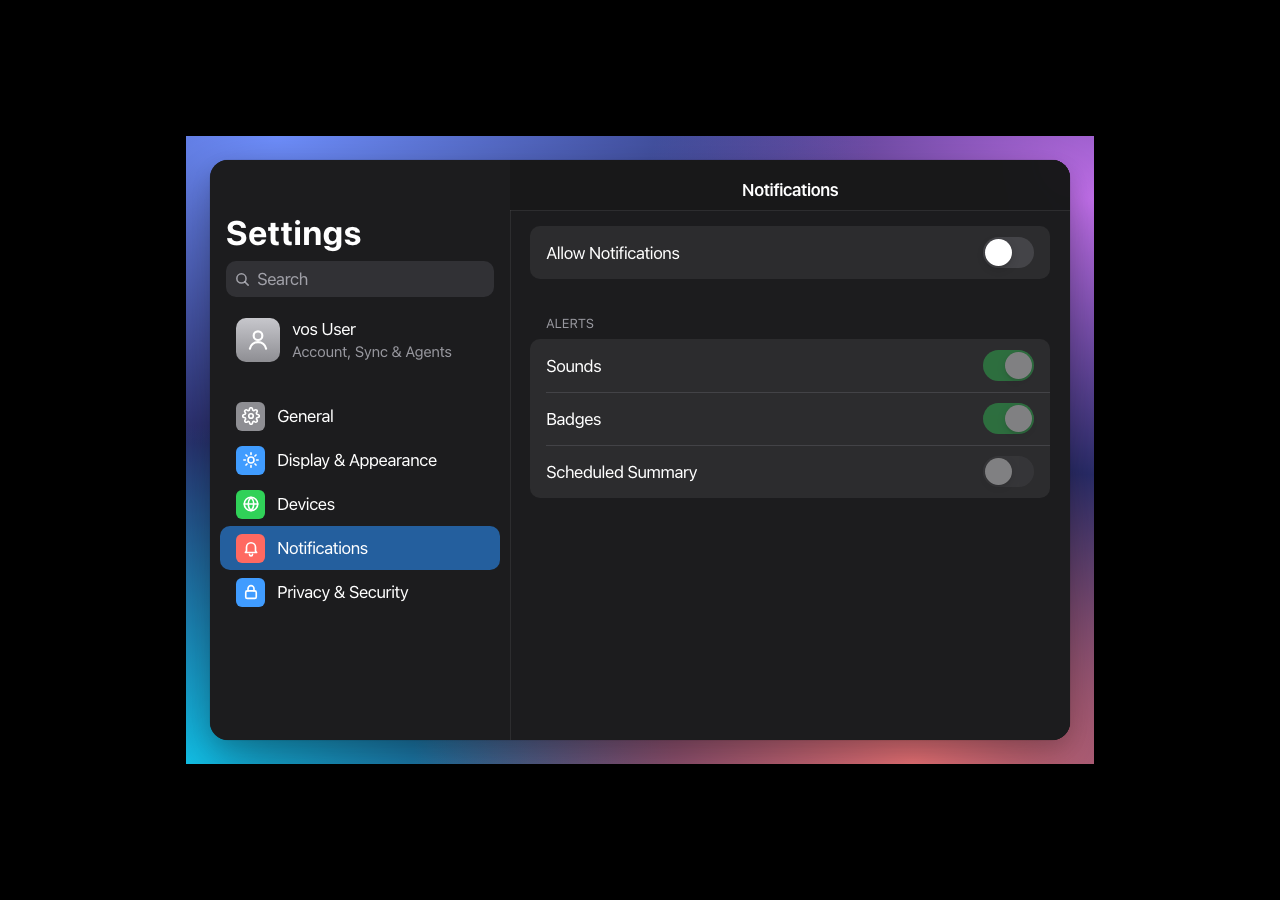 Settings
Search
vos User
Account, Sync & Agents
General
Display & Appearance
Devices
Notifications
Privacy & Security
Notifications
Allow Notifications
ALERTS
Sounds
Badges
Scheduled Summary